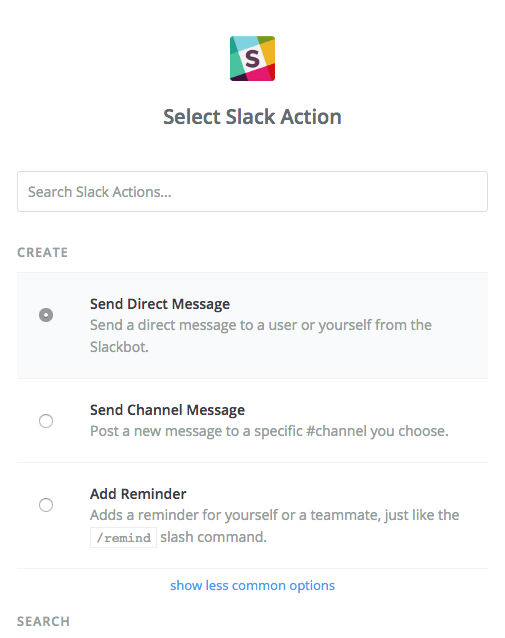 S
Select Slack Action
Search Slack Actions...
CREATE
Send Direct Message
Send a direct message to a user or yourself from the
Slackbot.
Send Channel Message
Post a new message to a specific #channel you choose.
Add Reminder
Adds a reminder for yourself or a teammate, just like the
/remind slash command.
show less common options
SEARCH